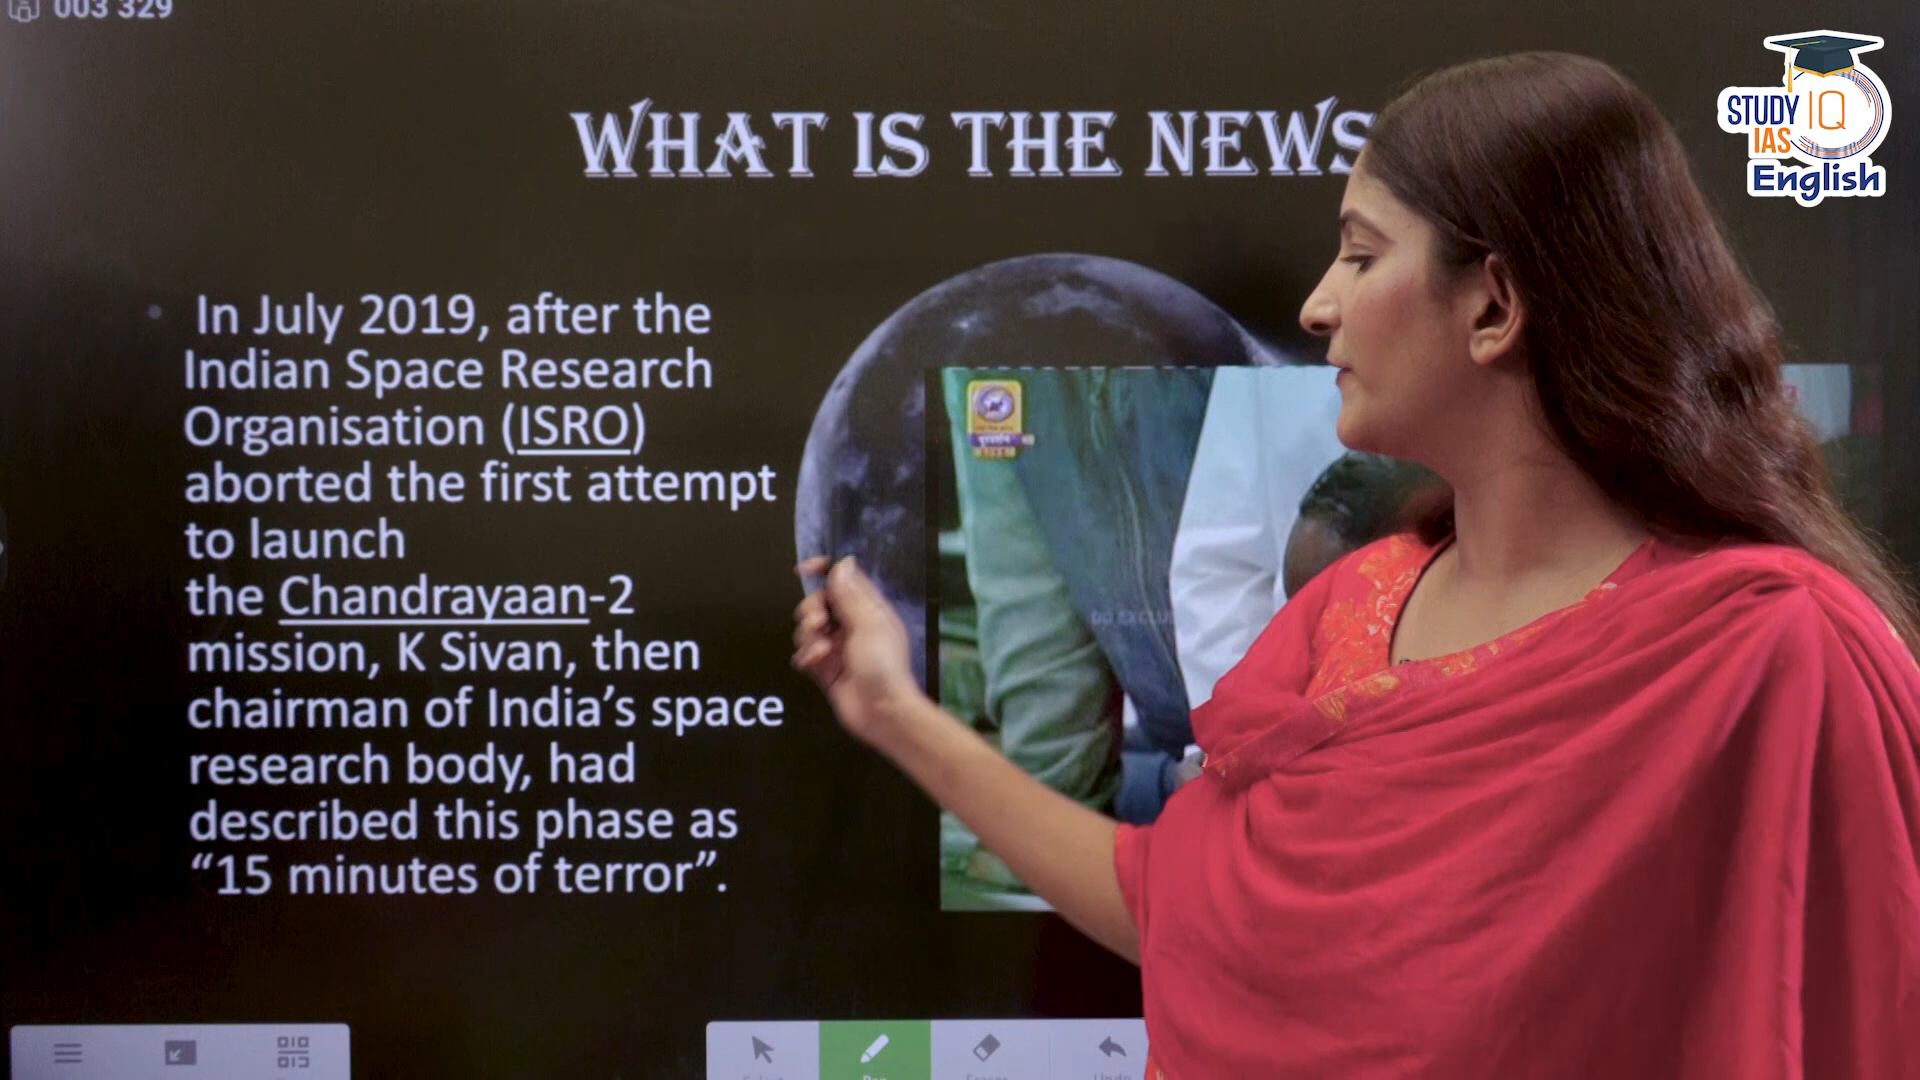 003 329
STUDY IQ
IAS
English
WHAT IS THE NEWS
• In July 2019, after the
Indian Space Research
Organisation (ISRO)
aborted the first attempt
to launch
the Chandrayaan-2
mission, K Sivan, then
chairman of India’s space
research body, had
described this phase as
“15 minutes of terror”.